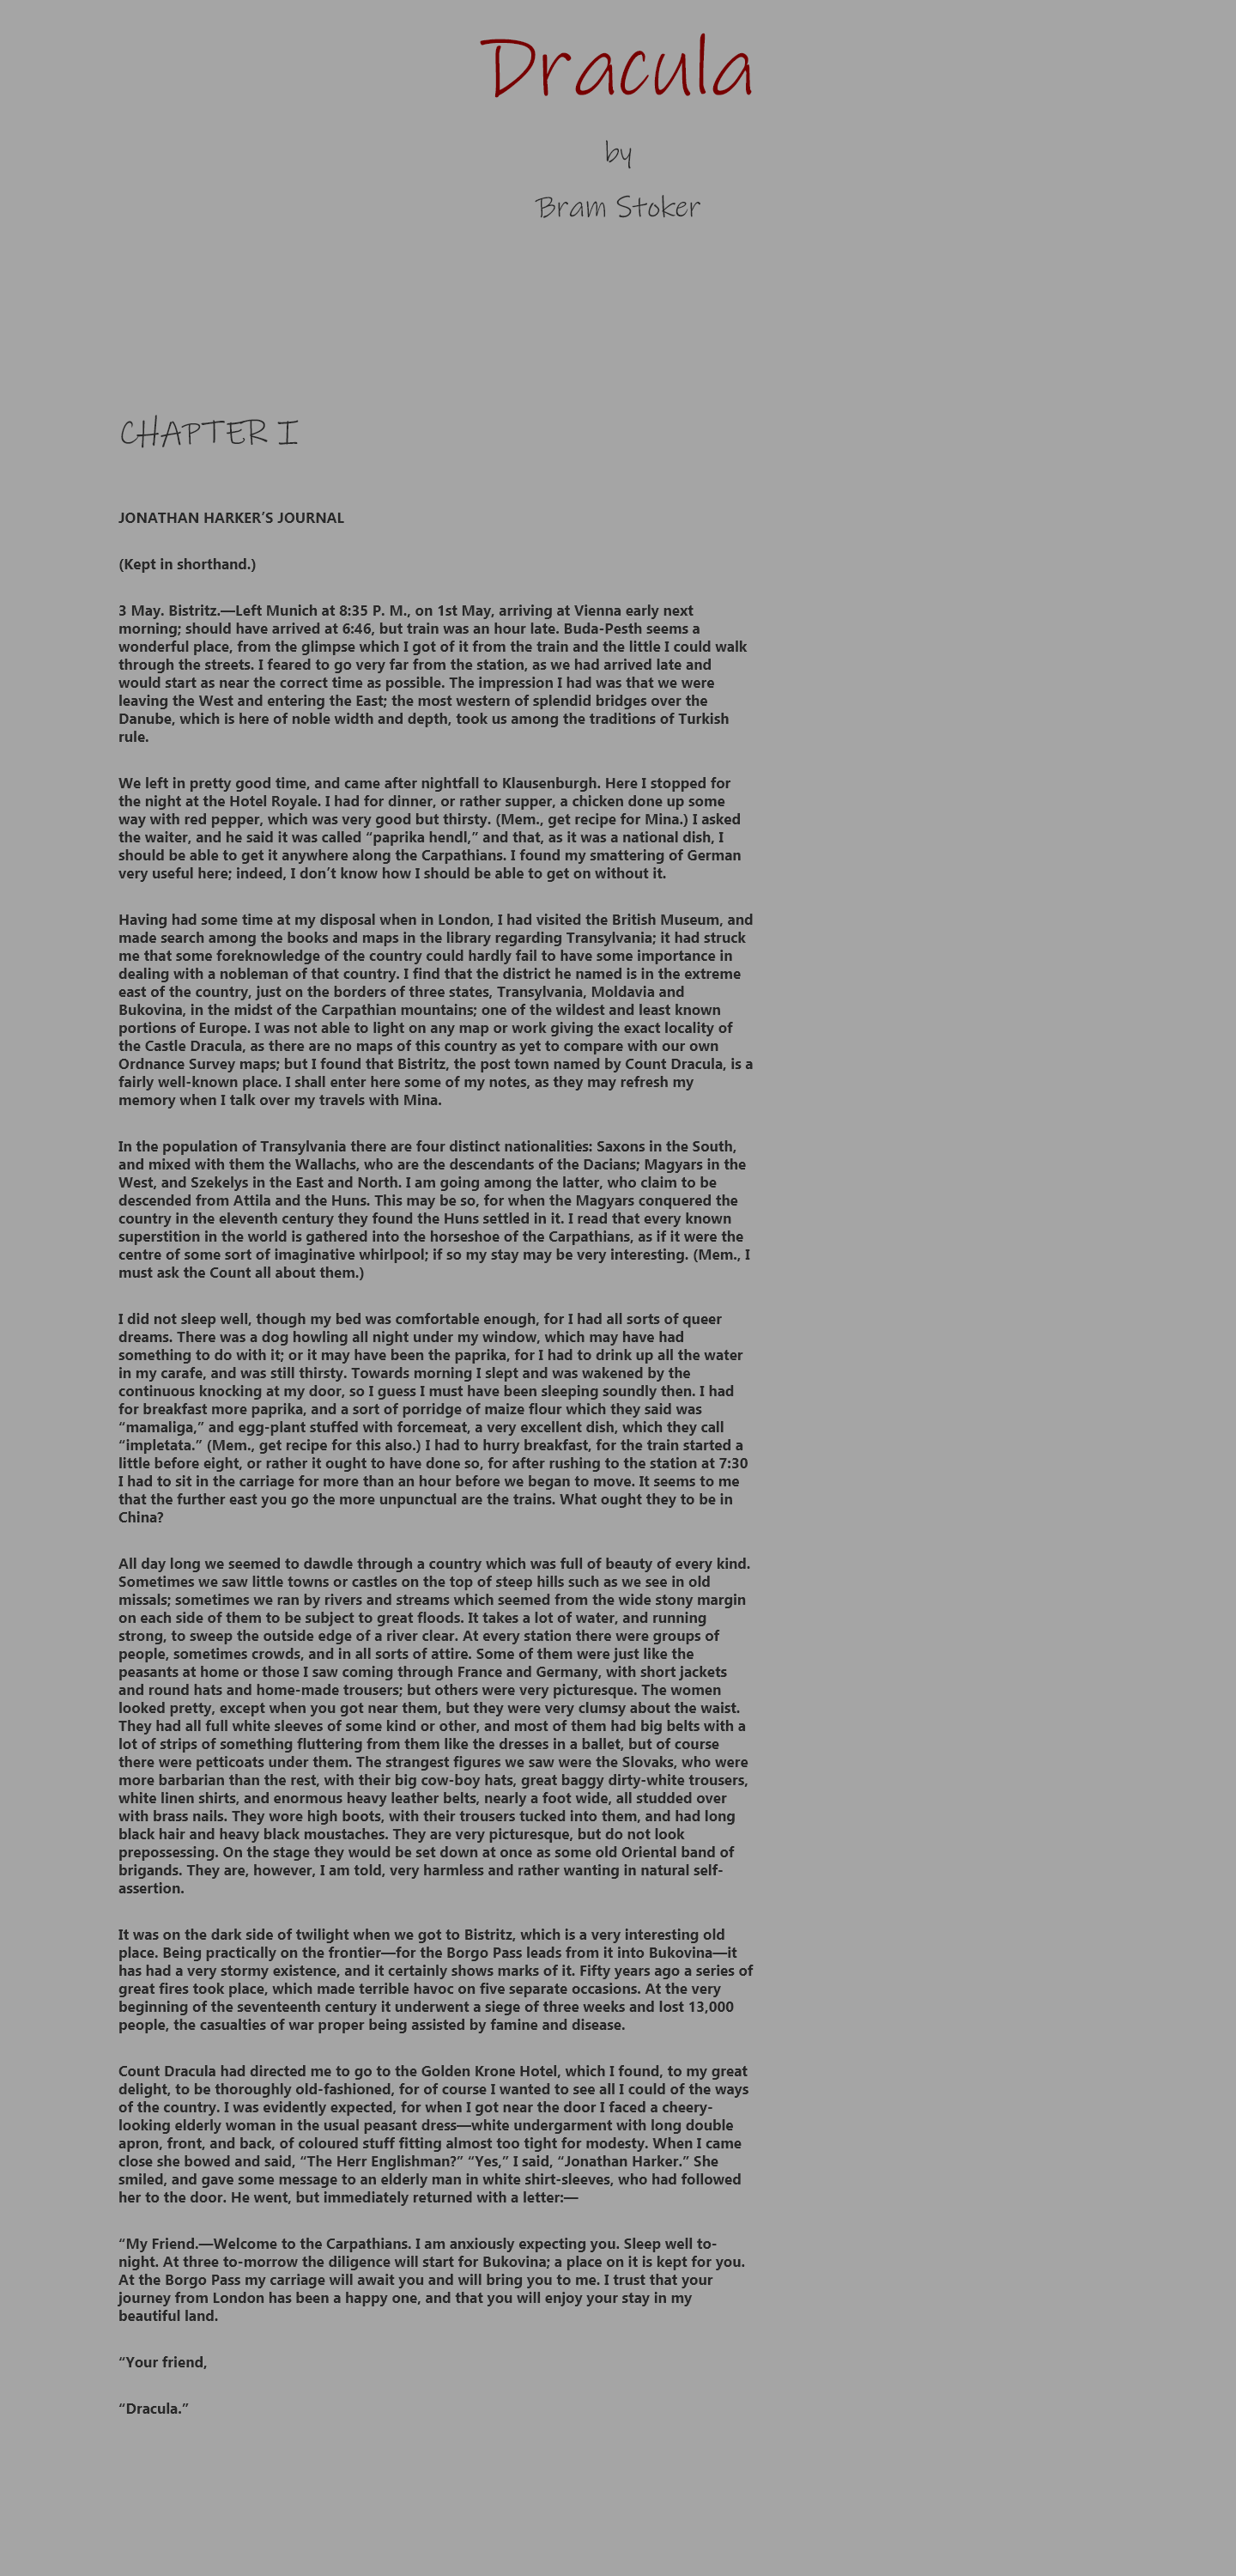 Dracula
by
Bram Stoker
CHAPTER I
JONATHAN HARKER’S JOURNAL
(Kept in shorthand.)
3 May. Bistritz.—Left Munich at 8:35 P. M., on 1st May, arriving at Vienna early next
morning; should have arrived at 6:46, but train was an hour late. Buda-Pesth seems a
wonderful place, from the glimpse which I got of it from the train and the little I could walk
through the streets. I feared to go very far from the station, as we had arrived late and
would start as near the correct time as possible. The impression I had was that we were
leaving the West and entering the East; the most western of splendid bridges over the
Danube, which is here of noble width and depth, took us among the traditions of Turkish
rule.
We left in pretty good time, and came after nightfall to Klausenburgh. Here I stopped for
the night at the Hotel Royale. I had for dinner, or rather supper, a chicken done up some
way with red pepper, which was very good but thirsty. (Mem., get recipe for Mina.) I asked
the waiter, and he said it was called “paprika hendl,” and that, as it was a national dish, I
should be able to get it anywhere along the Carpathians. I found my smattering of German
very useful here; indeed, I don’t know how I should be able to get on without it.
Having had some time at my disposal when in London, I had visited the British Museum, and
made search among the books and maps in the library regarding Transylvania; it had struck
me that some foreknowledge of the country could hardly fail to have some importance in
dealing with a nobleman of that country. I find that the district he named is in the extreme
east of the country, just on the borders of three states, Transylvania, Moldavia and
Bukovina, in the midst of the Carpathian mountains; one of the wildest and least known
portions of Europe. I was not able to light on any map or work giving the exact locality of
the Castle Dracula, as there are no maps of this country as yet to compare with our own
Ordnance Survey maps; but I found that Bistritz, the post town named by Count Dracula, is a
fairly well-known place. I shall enter here some of my notes, as they may refresh my
memory when I talk over my travels with Mina.
In the population of Transylvania there are four distinct nationalities: Saxons in the South,
and mixed with them the Wallachs, who are the descendants of the Dacians; Magyars in the
West, and Szekelys in the East and North. I am going among the latter, who claim to be
descended from Attila and the Huns. This may be so, for when the Magyars conquered the
country in the eleventh century they found the Huns settled in it. I read that every known
superstition in the world is gathered into the horseshoe of the Carpathians, as if it were the
centre of some sort of imaginative whirlpool; if so my stay may be very interesting. (Mem., I
must ask the Count all about them.)
I did not sleep well, though my bed was comfortable enough, for I had all sorts of queer
dreams. There was a dog howling all night under my window, which may have had
something to do with it; or it may have been the paprika, for I had to drink up all the water
in my carafe, and was still thirsty. Towards morning I slept and was wakened by the
continuous knocking at my door, so I guess I must have been sleeping soundly then. I had
for breakfast more paprika, and a sort of porridge of maize flour which they said was
“mamaliga,” and egg-plant stuffed with forcemeat, a very excellent dish, which they call
“impletata.” (Mem., get recipe for this also.) I had to hurry breakfast, for the train started a
little before eight, or rather it ought to have done so, for after rushing to the station at 7:30
I had to sit in the carriage for more than an hour before we began to move. It seems to me
that the further east you go the more unpunctual are the trains. What ought they to be in
China?
All day long we seemed to dawdle through a country which was full of beauty of every kind.
Sometimes we saw little towns or castles on the top of steep hills such as we see in old
missals; sometimes we ran by rivers and streams which seemed from the wide stony margin
on each side of them to be subject to great floods. It takes a lot of water, and running
strong, to sweep the outside edge of a river clear. At every station there were groups of
people, sometimes crowds, and in all sorts of attire. Some of them were just like the
peasants at home or those I saw coming through France and Germany, with short jackets
and round hats and home-made trousers; but others were very picturesque. The women
looked pretty, except when you got near them, but they were very clumsy about the waist.
They had all full white sleeves of some kind or other, and most of them had big belts with a
lot of strips of something fluttering from them like the dresses in a ballet, but of course
there were petticoats under them. The strangest figures we saw were the Slovaks, who were
more barbarian than the rest, with their big cow-boy hats, great baggy dirty-white trousers,
white linen shirts, and enormous heavy leather belts, nearly a foot wide, all studded over
with brass nails. They wore high boots, with their trousers tucked into them, and had long
black hair and heavy black moustaches. They are very picturesque, but do not look
prepossessing. On the stage they would be set down at once as some old Oriental band of
brigands. They are, however, I am told, very harmless and rather wanting in natural self-
assertion.
It was on the dark side of twilight when we got to Bistritz, which is a very interesting old
place. Being practically on the frontier—for the Borgo Pass leads from it into Bukovina—it
has had a very stormy existence, and it certainly shows marks of it. Fifty years ago a series of
great fires took place, which made terrible havoc on five separate occasions. At the very
beginning of the seventeenth century it underwent a siege of three weeks and lost 13,000
people, the casualties of war proper being assisted by famine and disease.
Count Dracula had directed me to go to the Golden Krone Hotel, which I found, to my great
delight, to be thoroughly old-fashioned, for of course I wanted to see all I could of the ways
of the country. I was evidently expected, for when I got near the door I faced a cheery-
looking elderly woman in the usual peasant dress—white undergarment with long double
apron, front, and back, of coloured stuff fitting almost too tight for modesty. When I came
close she bowed and said, “The Herr Englishman?” “Yes,” I said, “Jonathan Harker.” She
smiled, and gave some message to an elderly man in white shirt-sleeves, who had followed
her to the door. He went, but immediately returned with a letter:—
“My Friend.—Welcome to the Carpathians. I am anxiously expecting you. Sleep well to-
night. At three to-morrow the diligence will start for Bukovina; a place on it is kept for you.
At the Borgo Pass my carriage will await you and will bring you to me. I trust that your
journey from London has been a happy one, and that you will enjoy your stay in my
beautiful land.
“Your friend,
“Dracula.”